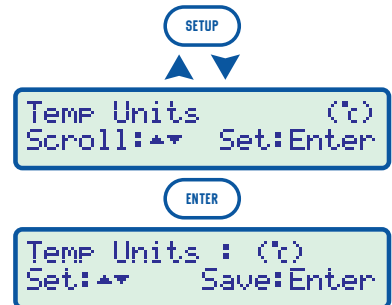 SETUP
Temp Units (°c)
Scroll:▲▼ Set:Enter
ENTER
Temp Units : (°c)
Set:▲▼ Save:Enter